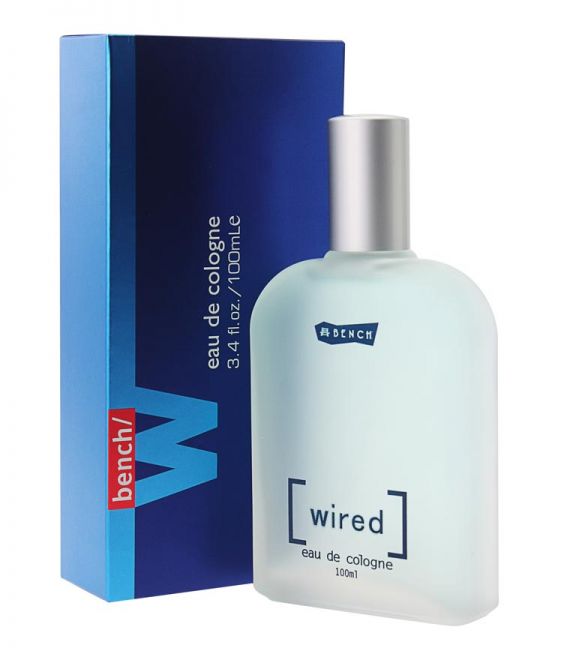 eau de cologne
3.4 fl.oz./100mLe
bench/
W
BENCH
[wired]
eau de cologne
100ml